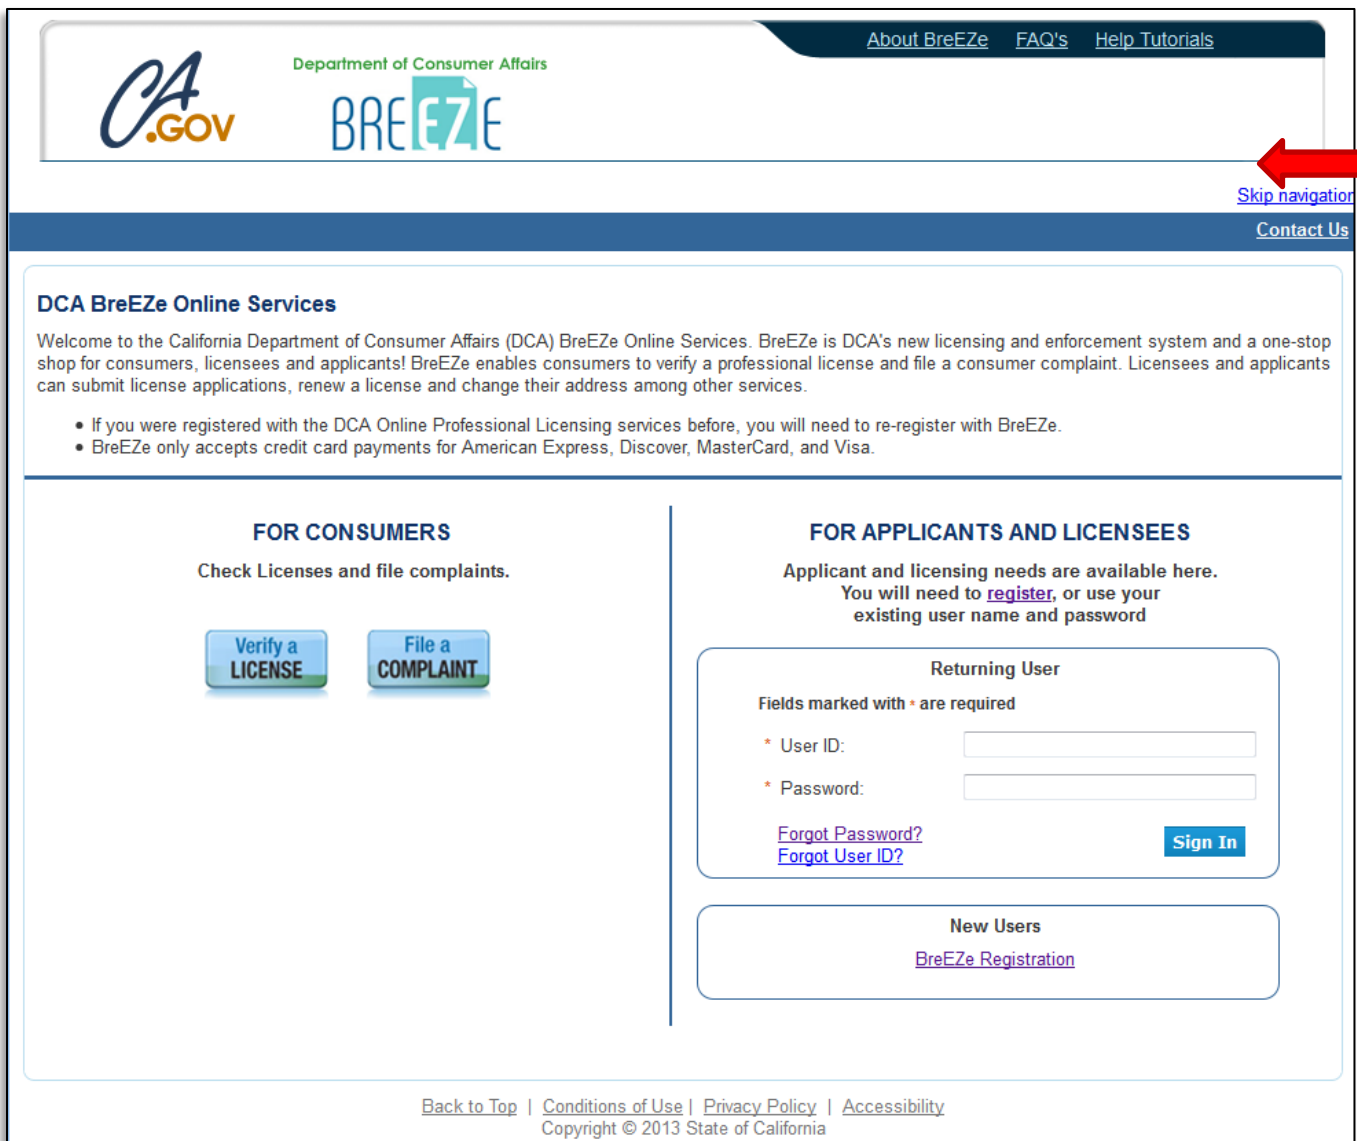 About BreEZe FAQ's Help Tutorials
CA.GOV
Department of Consumer Affairs
BREEZE
Skip navigation
Contact Us
DCA BreEZe Online Services
Welcome to the California Department of Consumer Affairs (DCA) BreEZe Online Services. BreEZe is DCA's new licensing and enforcement system and a one-stop
shop for consumers, licensees and applicants! BreEZe enables consumers to verify a professional license and file a consumer complaint. Licensees and applicants
can submit license applications, renew a license and change their address among other services.
• If you were registered with the DCA Online Professional Licensing services before, you will need to re-register with BreEZe.
• BreEZe only accepts credit card payments for American Express, Discover, MasterCard, and Visa.
FOR CONSUMERS
Check Licenses and file complaints.
Verify a
LICENSE
File a
COMPLAINT
FOR APPLICANTS AND LICENSEES
Applicant and licensing needs are available here.
You will need to register, or use your
existing user name and password
Returning User
Fields marked with * are required
* User ID:
* Password:
Forgot Password?
Forgot User ID?
Sign In
New Users
BreEZe Registration
Back to Top | Conditions of Use | Privacy Policy | Accessibility
Copyright © 2013 State of California